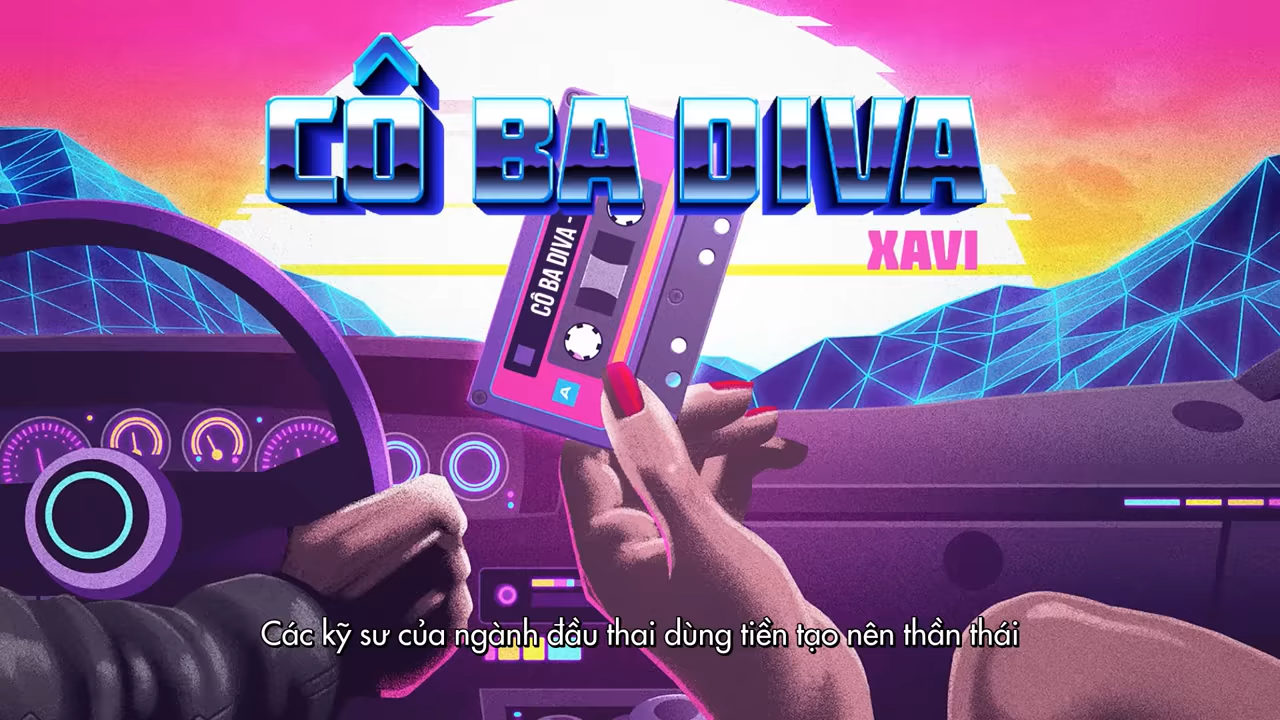 CÔ BA DIVA
XAVI
CÔ BA DIVA -
A
Các kỹ sư của ngành đầu thai dùng tiền tạo nên thần thái